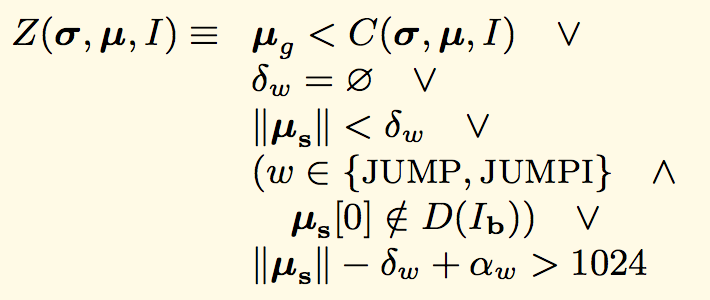 Z(σ, μ, I) ≡ μ_g < C(σ, μ, I) ∨
δ_w = ∅ ∨
‖μ_s‖ < δ_w ∨
(w ∈ {JUMP, JUMPI} ∧
μ_s[0] ∉ D(I_b)) ∨
‖μ_s‖ − δ_w + α_w > 1024